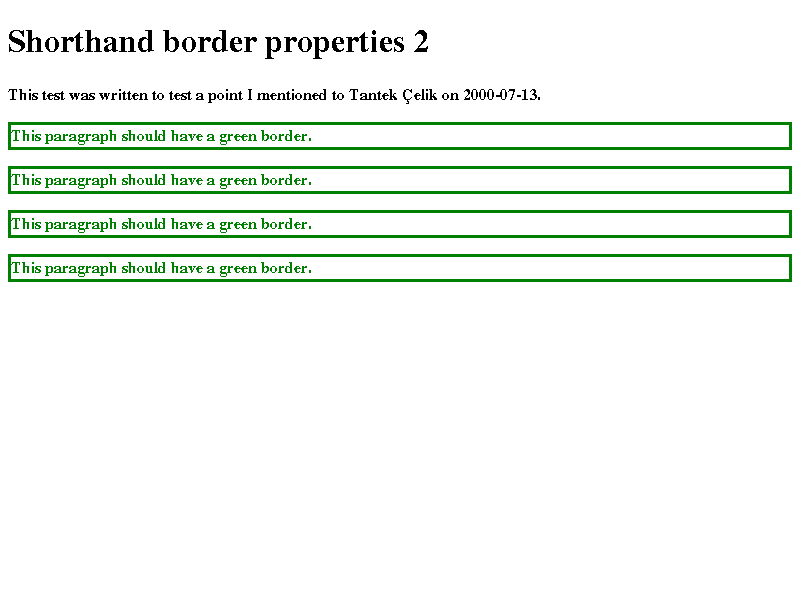 Shorthand border properties 2
This test was written to test a point I mentioned to Tantek Çelik on 2000-07-13.
This paragraph should have a green border.
This paragraph should have a green border.
This paragraph should have a green border.
This paragraph should have a green border.